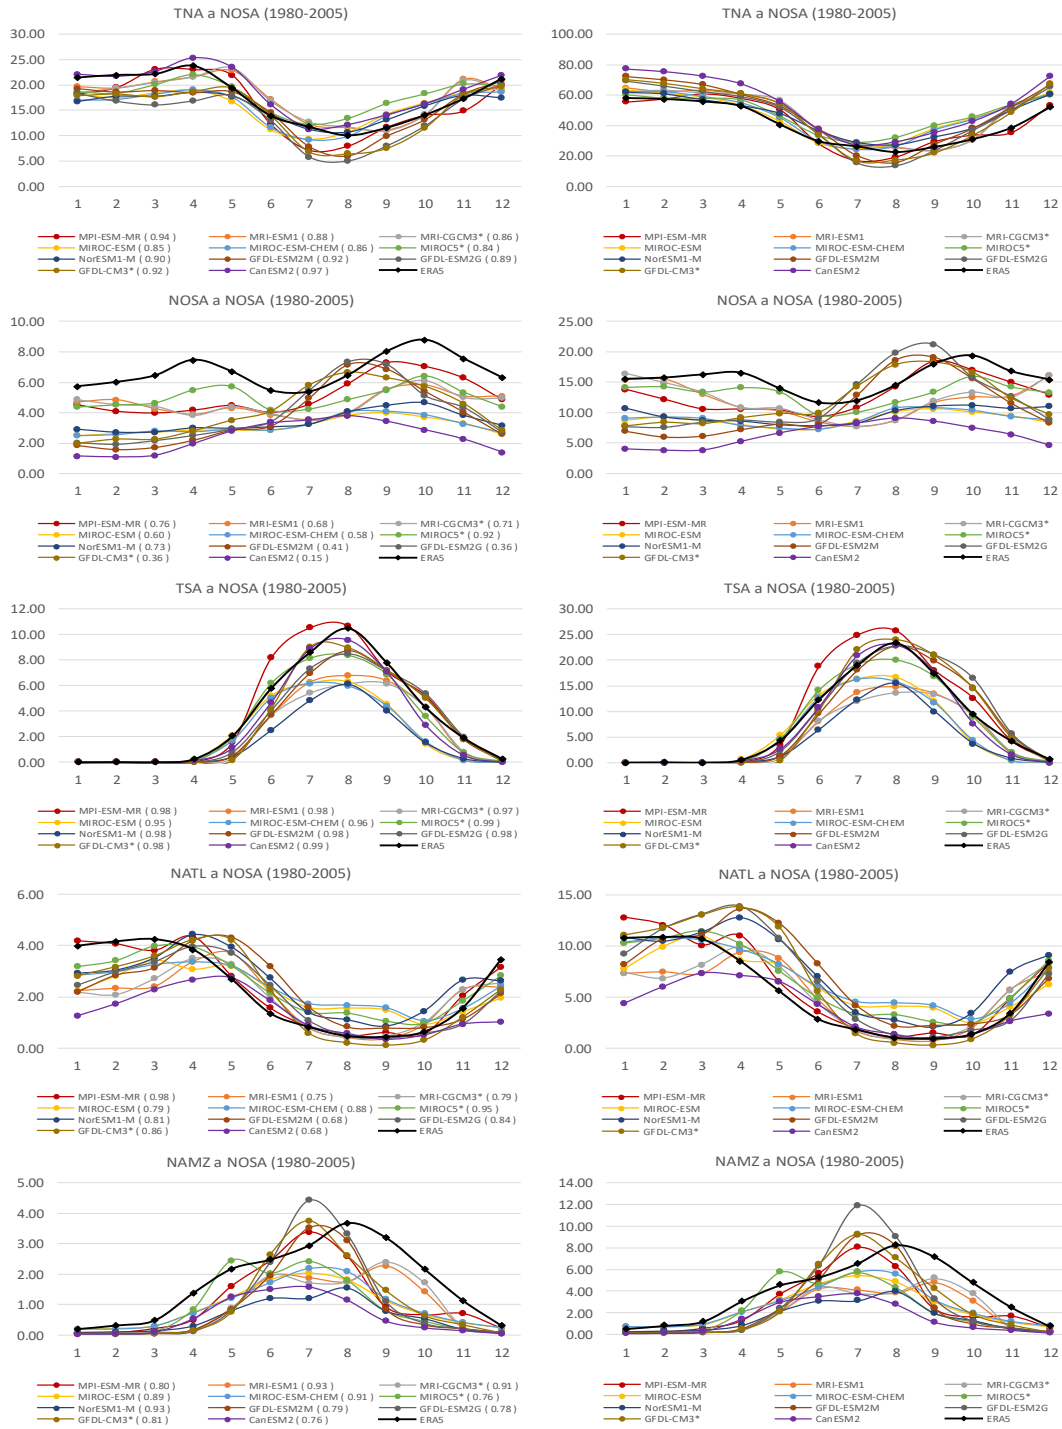 TNA a NOSA (1980-2005)
30.00
25.00
20.00
15.00
10.00
5.00
0.00
1 2 3 4 5 6 7 8 9 10 11 12
MPI-ESM-MR ( 0.94 ) MRI-ESM1 ( 0.88 ) MRI-CGCM3* ( 0.86 )
MIROC-ESM ( 0.85 ) MIROC-ESM-CHEM ( 0.86 ) MIROC5* ( 0.84 )
NorESM1-M ( 0.90 ) GFDL-ESM2M ( 0.92 ) GFDL-ESM2G ( 0.89 )
GFDL-CM3* ( 0.92 ) CanESM2 ( 0.97 ) ERA5
TNA a NOSA (1980-2005)
100.00
80.00
60.00
40.00
20.00
0.00
1 2 3 4 5 6 7 8 9 10 11 12
MPI-ESM-MR MRI-ESM1 MRI-CGCM3*
MIROC-ESM MIROC-ESM-CHEM MIROC5*
NorESM1-M GFDL-ESM2M GFDL-ESM2G
GFDL-CM3* CanESM2 ERA5
NOSA a NOSA (1980-2005)
10.00
8.00
6.00
4.00
2.00
0.00
1 2 3 4 5 6 7 8 9 10 11 12
MPI-ESM-MR ( 0.76 ) MRI-ESM1 ( 0.68 ) MRI-CGCM3* ( 0.71 )
MIROC-ESM ( 0.60 ) MIROC-ESM-CHEM ( 0.58 ) MIROC5* ( 0.92 )
NorESM1-M ( 0.73 ) GFDL-ESM2M ( 0.41 ) GFDL-ESM2G ( 0.36 )
GFDL-CM3* ( 0.36 ) CanESM2 ( 0.15 ) ERA5
NOSA a NOSA (1980-2005)
25.00
20.00
15.00
10.00
5.00
0.00
1 2 3 4 5 6 7 8 9 10 11 12
MPI-ESM-MR MRI-ESM1 MRI-CGCM3*
MIROC-ESM MIROC-ESM-CHEM MIROC5*
NorESM1-M GFDL-ESM2M GFDL-ESM2G
GFDL-CM3* CanESM2 ERA5
TSA a NOSA (1980-2005)
12.00
10.00
8.00
6.00
4.00
2.00
0.00
1 2 3 4 5 6 7 8 9 10 11 12
MPI-ESM-MR ( 0.98 ) MRI-ESM1 ( 0.98 ) MRI-CGCM3* ( 0.97 )
MIROC-ESM ( 0.95 ) MIROC-ESM-CHEM ( 0.96 ) MIROC5* ( 0.99 )
NorESM1-M ( 0.98 ) GFDL-ESM2M ( 0.98 ) GFDL-ESM2G ( 0.98 )
GFDL-CM3* ( 0.98 ) CanESM2 ( 0.99 ) ERA5
TSA a NOSA (1980-2005)
30.00
25.00
20.00
15.00
10.00
5.00
0.00
1 2 3 4 5 6 7 8 9 10 11 12
MPI-ESM-MR MRI-ESM1 MRI-CGCM3*
MIROC-ESM MIROC-ESM-CHEM MIROC5*
NorESM1-M GFDL-ESM2M GFDL-ESM2G
GFDL-CM3* CanESM2 ERA5
NATL a NOSA (1980-2005)
6.00
4.00
2.00
0.00
1 2 3 4 5 6 7 8 9 10 11 12
MPI-ESM-MR ( 0.98 ) MRI-ESM1 ( 0.75 ) MRI-CGCM3* ( 0.79 )
MIROC-ESM ( 0.79 ) MIROC-ESM-CHEM ( 0.88 ) MIROC5* ( 0.95 )
NorESM1-M ( 0.81 ) GFDL-ESM2M ( 0.68 ) GFDL-ESM2G ( 0.84 )
GFDL-CM3* ( 0.86 ) CanESM2 ( 0.68 ) ERA5
NATL a NOSA (1980-2005)
15.00
10.00
5.00
0.00
1 2 3 4 5 6 7 8 9 10 11 12
MPI-ESM-MR MRI-ESM1 MRI-CGCM3*
MIROC-ESM MIROC-ESM-CHEM MIROC5*
NorESM1-M GFDL-ESM2M GFDL-ESM2G
GFDL-CM3* CanESM2 ERA5
NAMZ a NOSA (1980-2005)
5.00
4.00
3.00
2.00
1.00
0.00
1 2 3 4 5 6 7 8 9 10 11 12
MPI-ESM-MR ( 0.80 ) MRI-ESM1 ( 0.93 ) MRI-CGCM3* ( 0.91 )
MIROC-ESM ( 0.89 ) MIROC-ESM-CHEM ( 0.91 ) MIROC5* ( 0.76 )
NorESM1-M ( 0.93 ) GFDL-ESM2M ( 0.79 ) GFDL-ESM2G ( 0.78 )
GFDL-CM3* ( 0.81 ) CanESM2 ( 0.76 ) ERA5
NAMZ a NOSA (1980-2005)
14.00
12.00
10.00
8.00
6.00
4.00
2.00
0.00
1 2 3 4 5 6 7 8 9 10 11 12
MPI-ESM-MR MRI-ESM1 MRI-CGCM3*
MIROC-ESM MIROC-ESM-CHEM MIROC5*
NorESM1-M GFDL-ESM2M GFDL-ESM2G
GFDL-CM3* CanESM2 ERA5